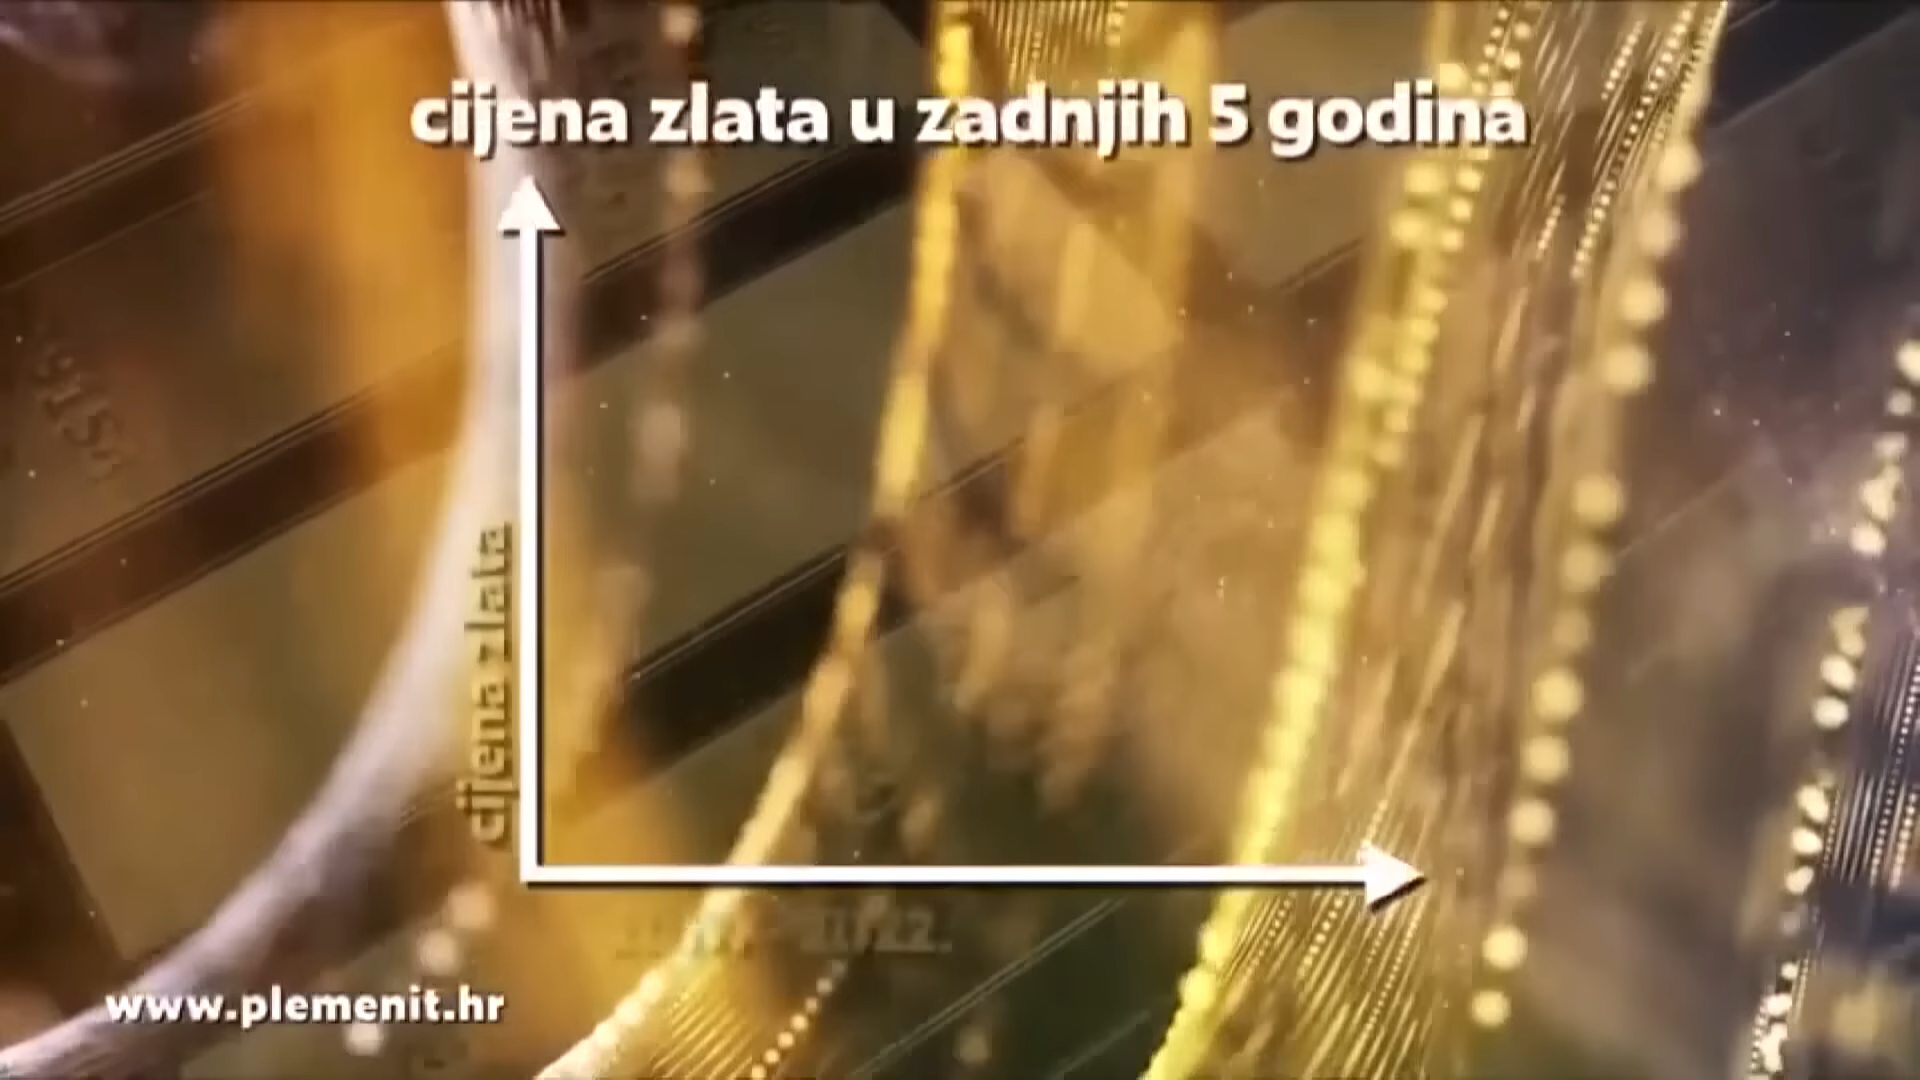 cijena zlata u zadnjih 5 godina
cijena zlata
www.plemenit.hr